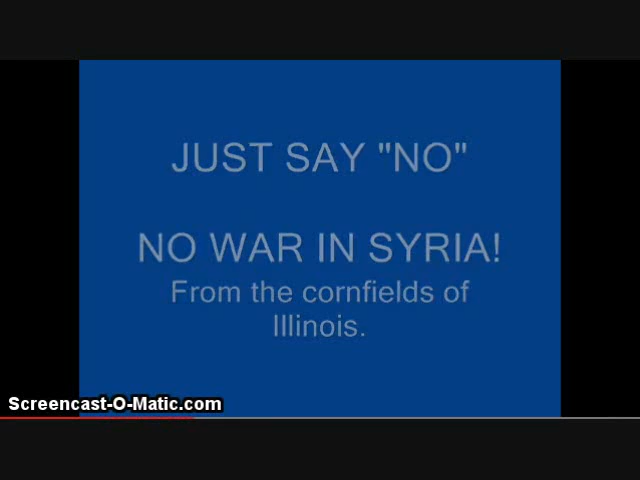 JUST SAY "NO"
NO WAR IN SYRIA!
From the cornfields of
Illinois.
Screencast-O-Matic.com